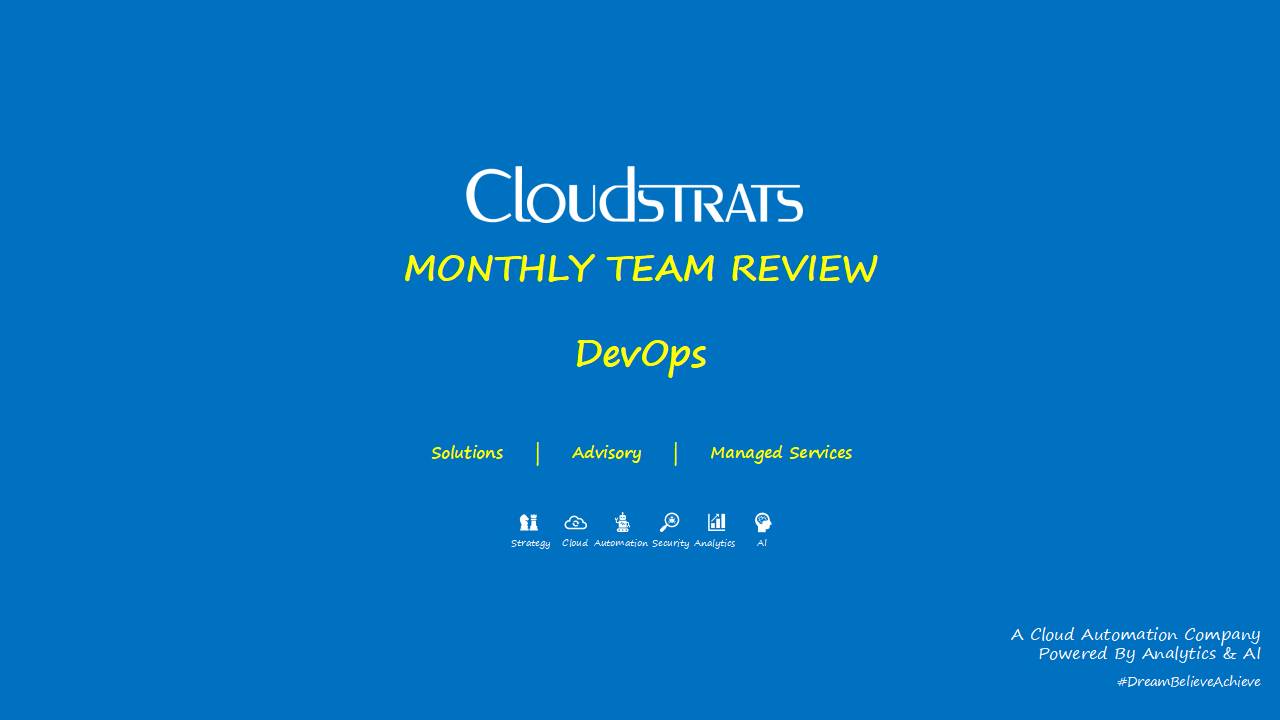 CloudSTRATS
MONTHLY TEAM REVIEW
DevOps
Solutions | Advisory | Managed Services
Strategy Cloud Automation Security Analytics AI
A Cloud Automation Company
Powered By Analytics & AI
#DreamBelieveAchieve